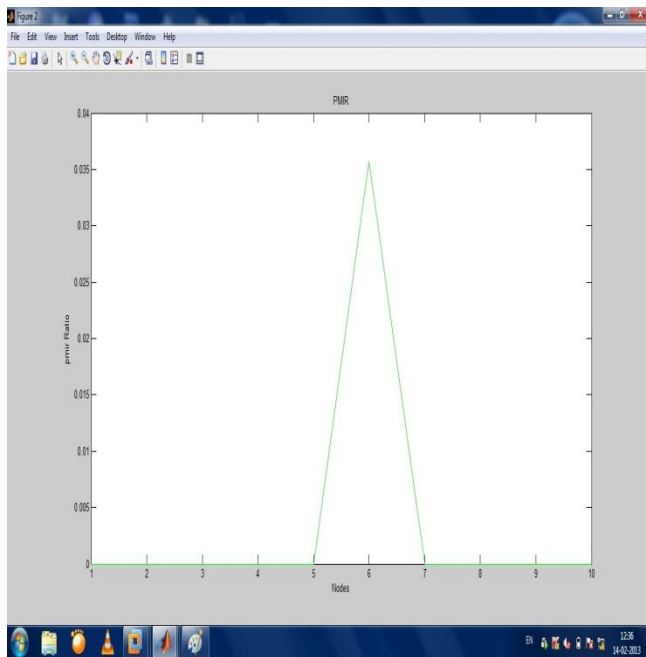 Figure 2
File Edit View Insert Tools Desktop Window Help
PMIR
0.04
0.035
0.03
0.025
0.02
0.015
0.01
0.005
0
pmir Ratio
1 2 3 4 5 6 7 8 9 10
Nodes
EN 12:36
14-02-2013